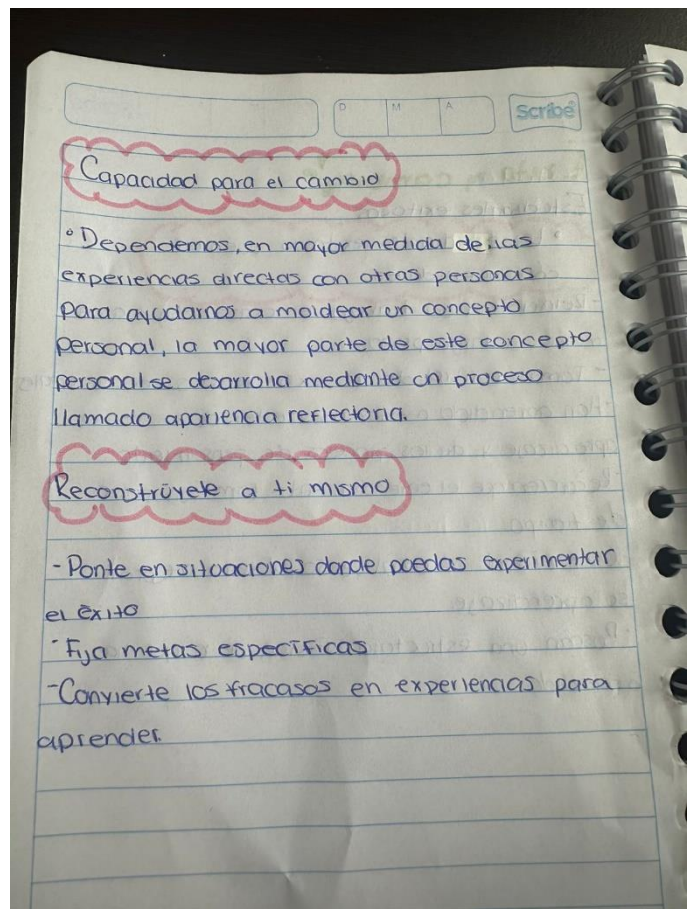 D M A Scribe
Capacidad para el cambio
° Dependemos, en mayor medida de las
experiencias directas con otras personas
para ayudarnos a moldear un concepto
personal, la mayor parte de este concepto
personal se desarrolla mediante un proceso
llamado apariencia reflectoria.
Reconstrúyete a ti mismo
- Ponte en situaciones donde puedas experimentar
el éxito
- Fija metas específicas
- Convierte los fracasos en experiencias para
aprender.